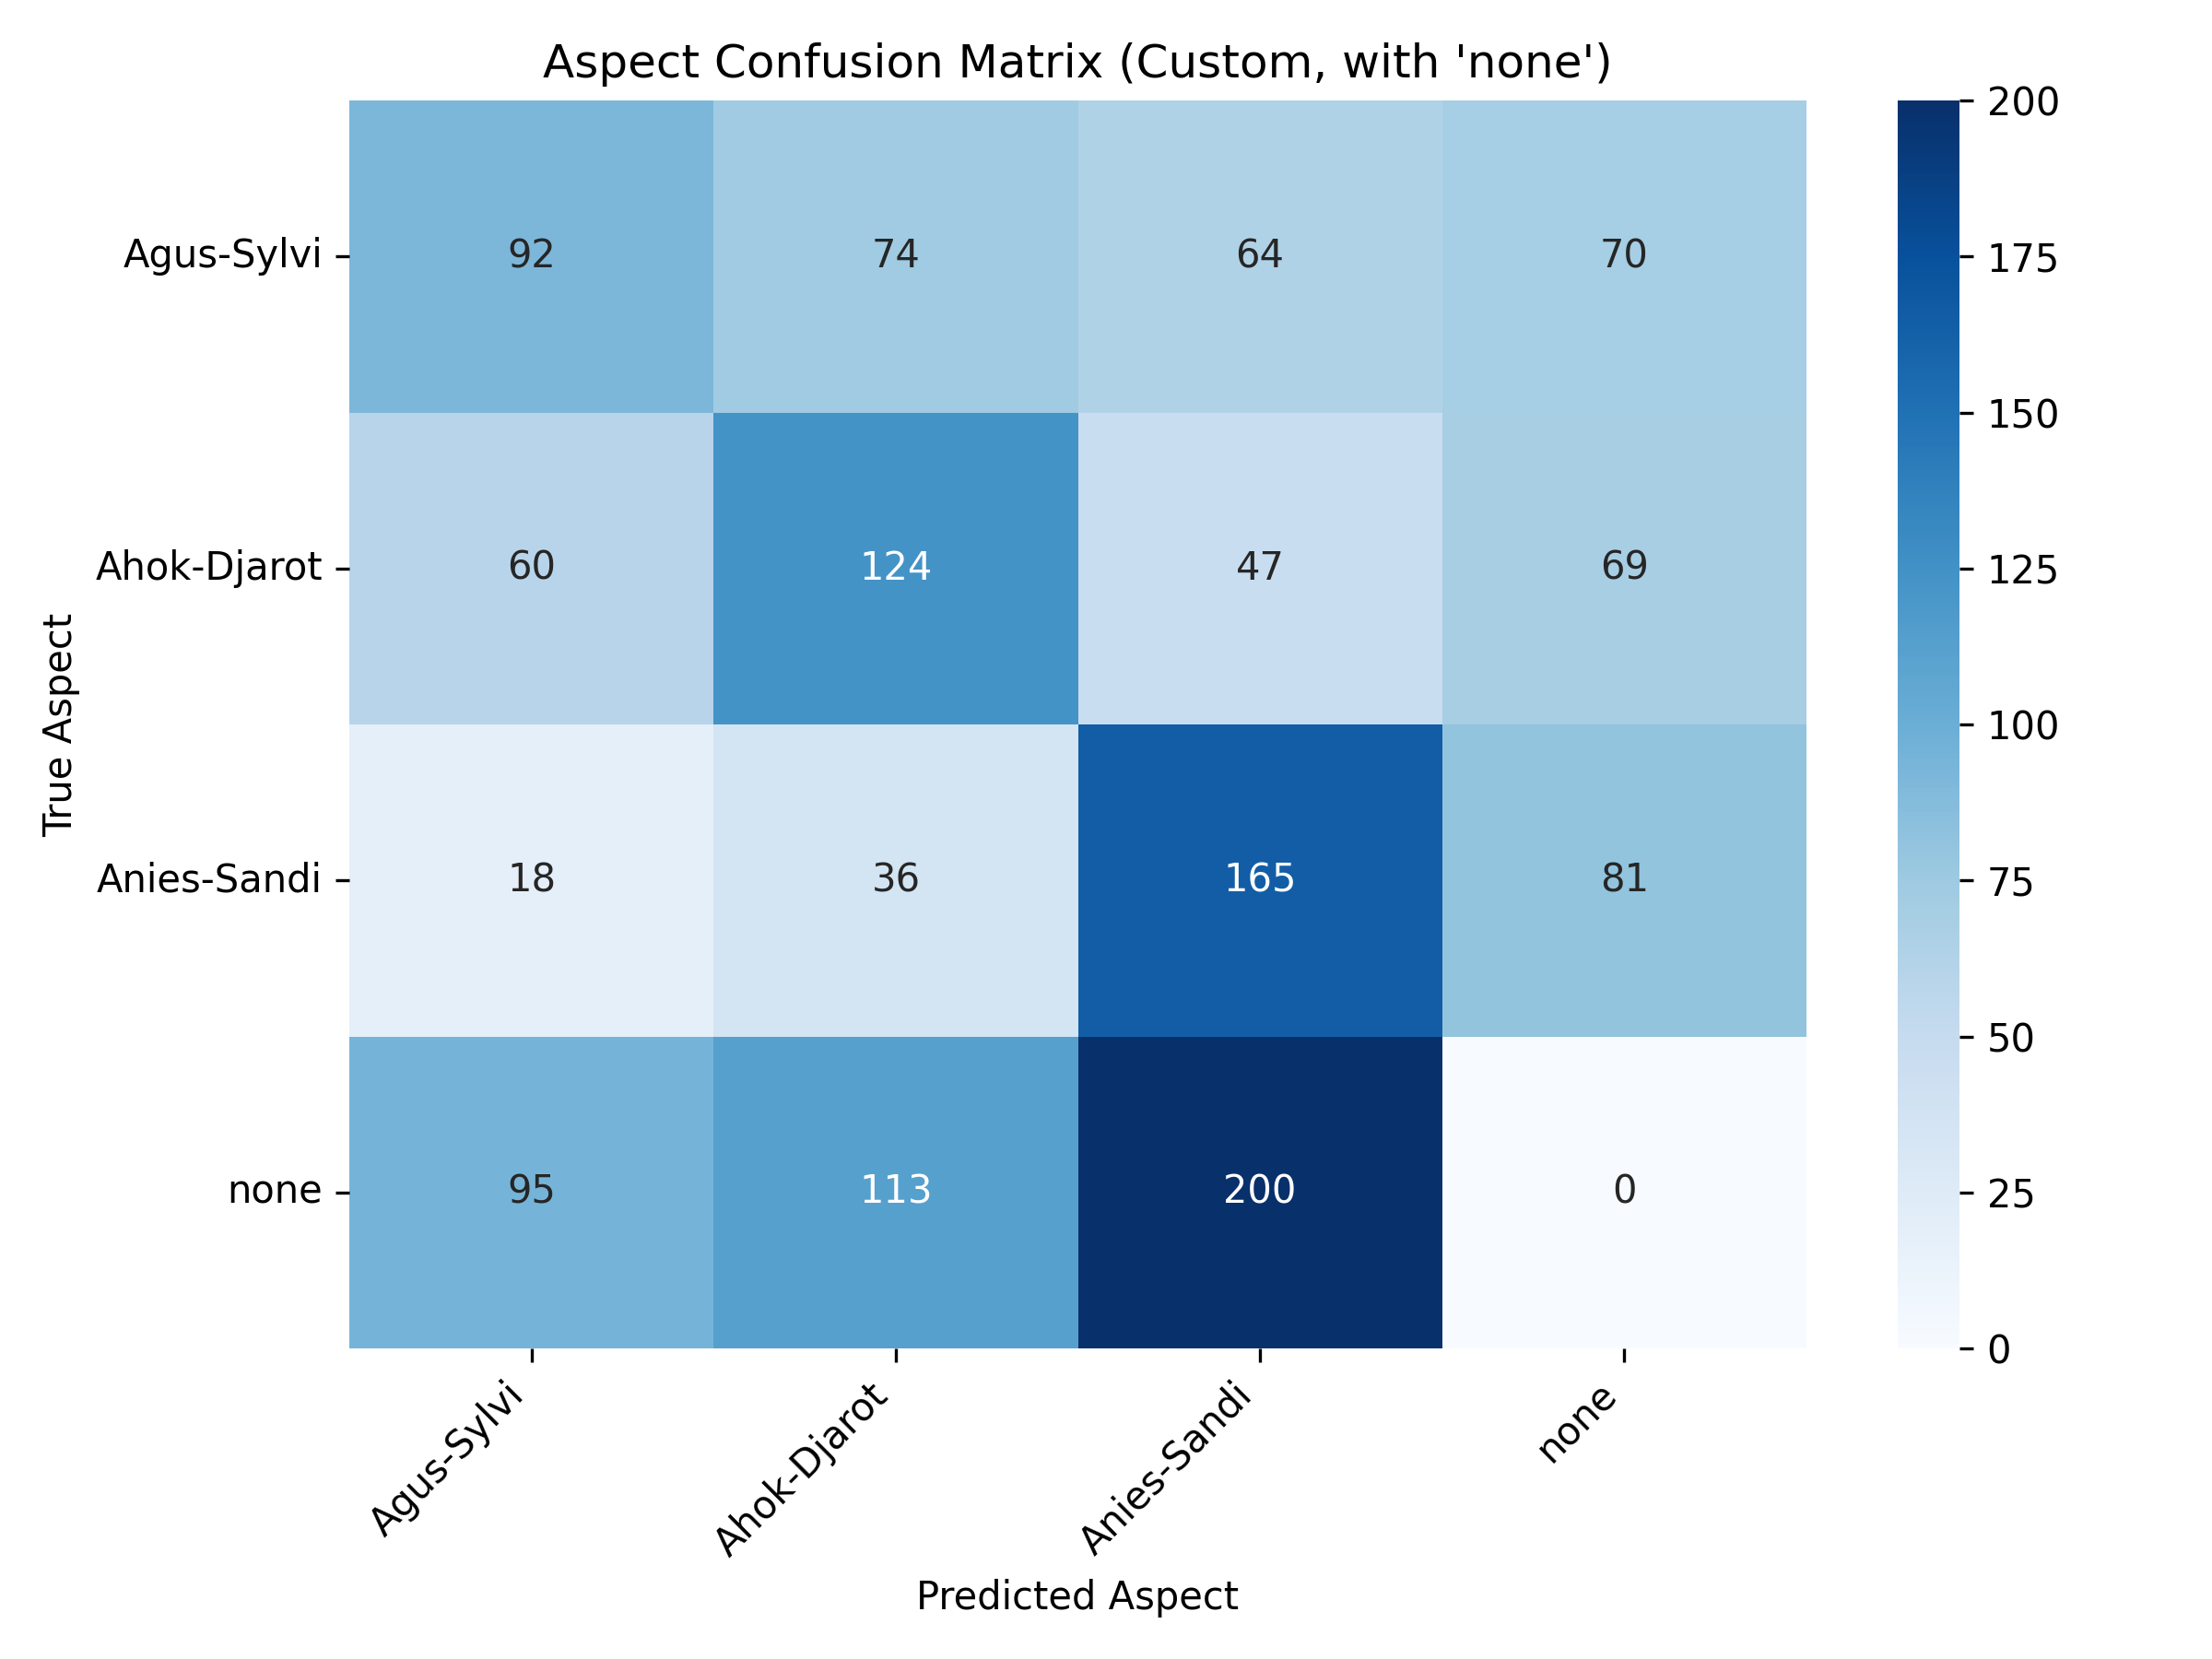 Aspect Confusion Matrix (Custom, with 'none')
200
Agus-Sylvi 92 74 64 70
175
150
Ahok-Djarot 60 124 47 69
125
True Aspect
100
Anies-Sandi 18 36 165 81
75
50
none 95 113 200 0
25
0
Agus-Sylvi
Ahok-Djarot
Anies-Sandi
none
Predicted Aspect